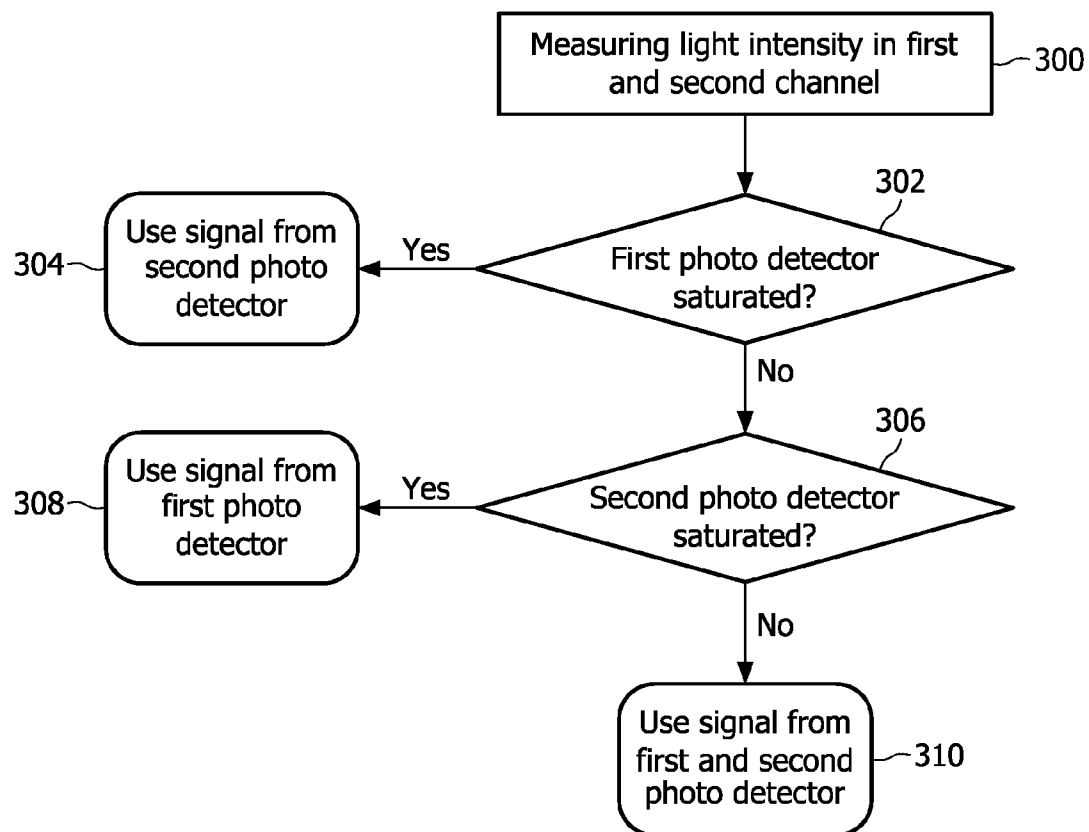 Measuring light intensity in first
and second channel
300
302
First photo detector
saturated?
Yes
Use signal from
second photo
detector
304
No
306
Second photo detector
saturated?
Yes
Use signal from
first photo
detector
308
No
Use signal from
first and second
photo detector
310